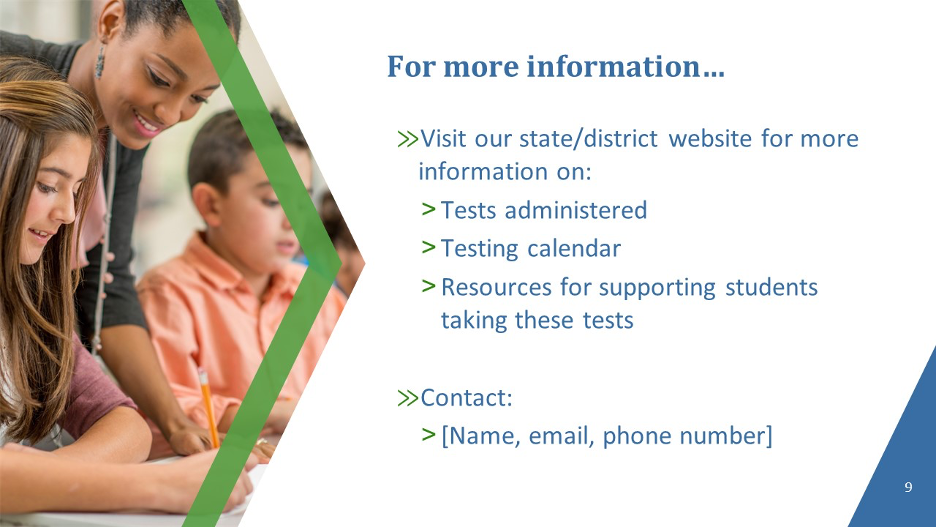 For more information…
≫Visit our state/district website for more
information on:
> Tests administered
> Testing calendar
> Resources for supporting students
taking these tests
≫Contact:
> [Name, email, phone number]
9